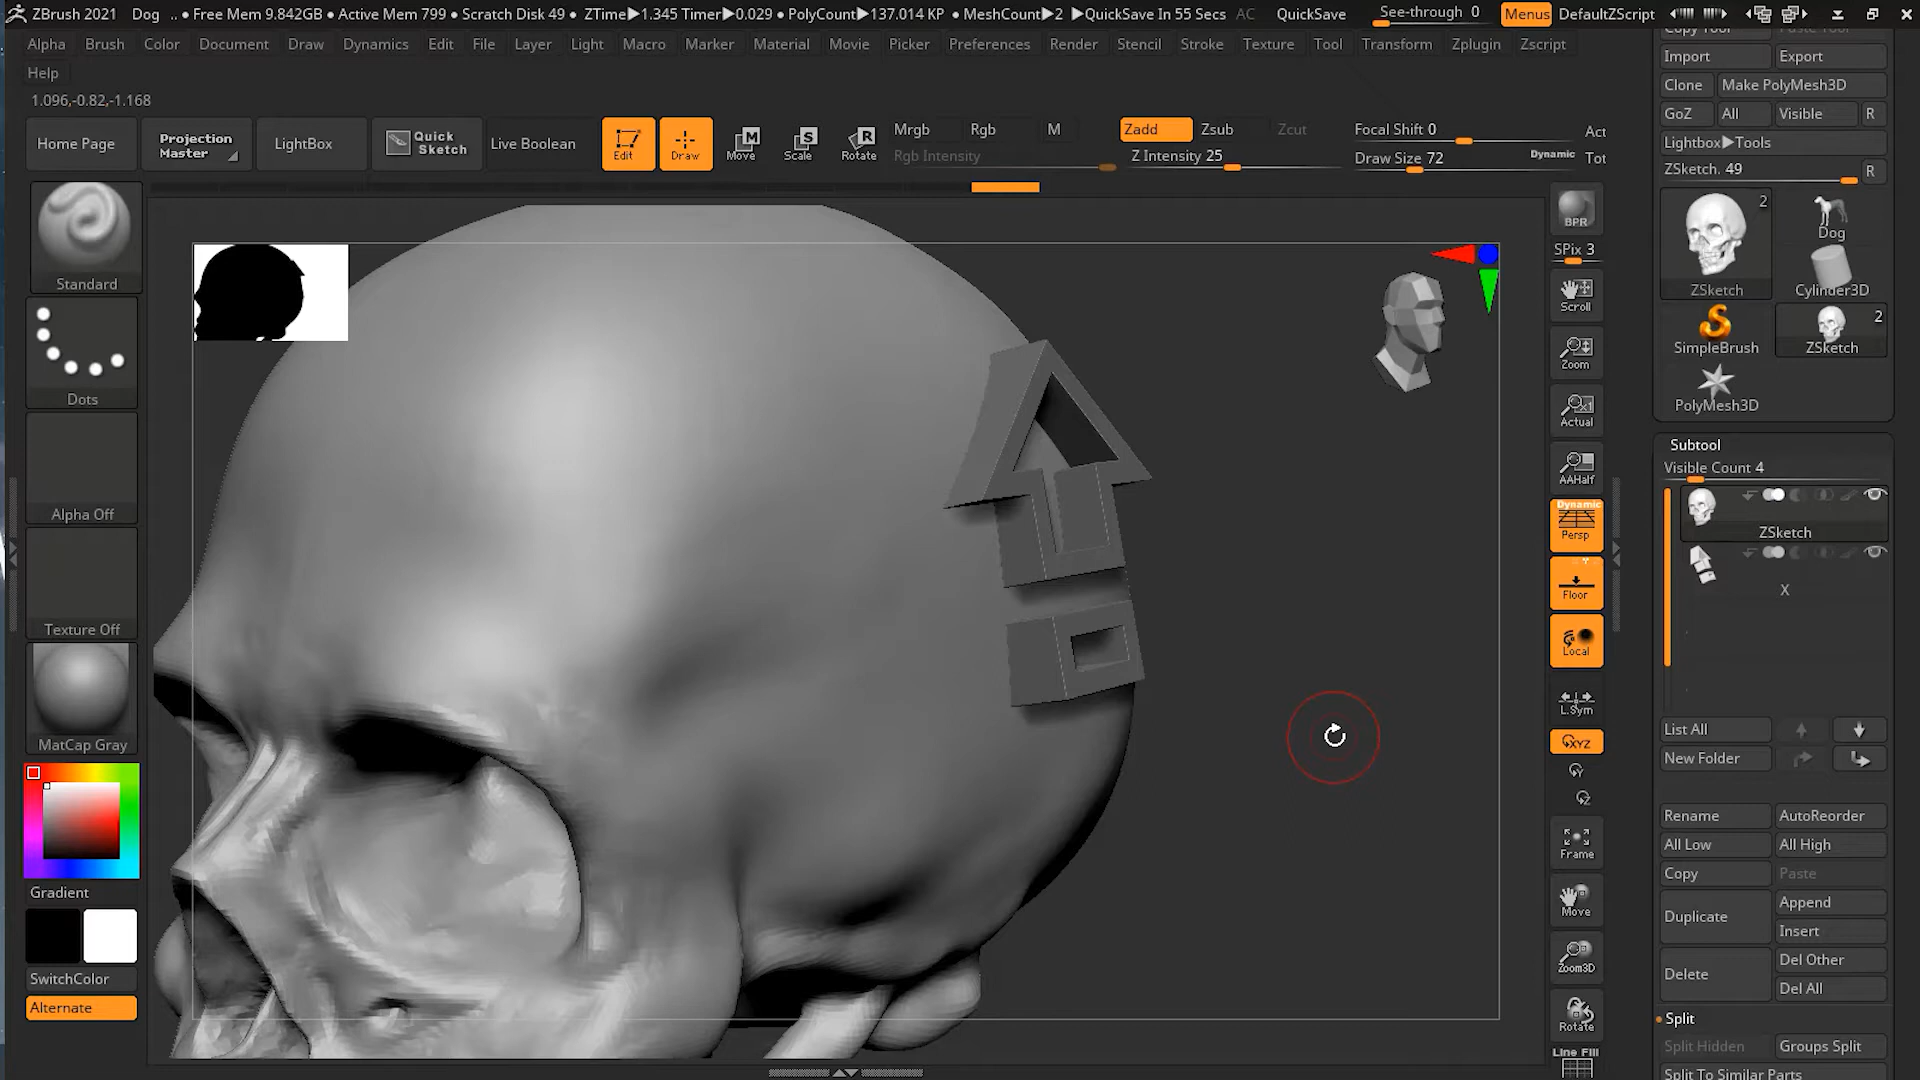 ZBrush 2021 Dog .. • Free Mem 9.842GB • Active Mem 799 • Scratch Disk 49 • ZTime▶1.345 Timer▶0.029 • PolyCount▶137.014 KP • MeshCount▶2 ▶QuickSave In 55 Secs AC QuickSave See-through 0 Menus DefaultZScript
Alpha Brush Color Document Draw Dynamics Edit File Layer Light Macro Marker Material Movie Picker Preferences Render Stencil Stroke Texture Tool Transform Zplugin Zscript
Help
1.096,-0.82,-1.168
Home Page
Projection
Master
LightBox
Quick
Sketch
Live Boolean
Edit
Draw
Move
Scale
Rotate
Mrgb Rgb M
Rgb Intensity
Zadd Zsub Zcut
Z Intensity 25
Focal Shift 0
Draw Size 72
Dynamic
Act
Tot
Standard
Dots
Alpha Off
Texture Off
MatCap Gray
Gradient
SwitchColor
Alternate
BPR
SPix 3
Scroll
Zoom
Actual
AAHalf
Dynamic
Persp
Floor
Local
L.Sym
XYZ
Y
Z
Frame
Move
Zoom3D
Rotate
Line Fill
Copy Tool Paste Tool
Import Export
Clone Make PolyMesh3D
GoZ All Visible R
Lightbox▶Tools
ZSketch. 49 R
2
Dog
ZSketch
Cylinder3D
SimpleBrush
2
ZSketch
PolyMesh3D
Subtool
Visible Count 4
ZSketch
X
List All
New Folder
Rename AutoReorder
All Low All High
Copy Paste
Duplicate
Append
Insert
Delete
Del Other
Del All
Split
Split Hidden Groups Split
Split To Similar Parts